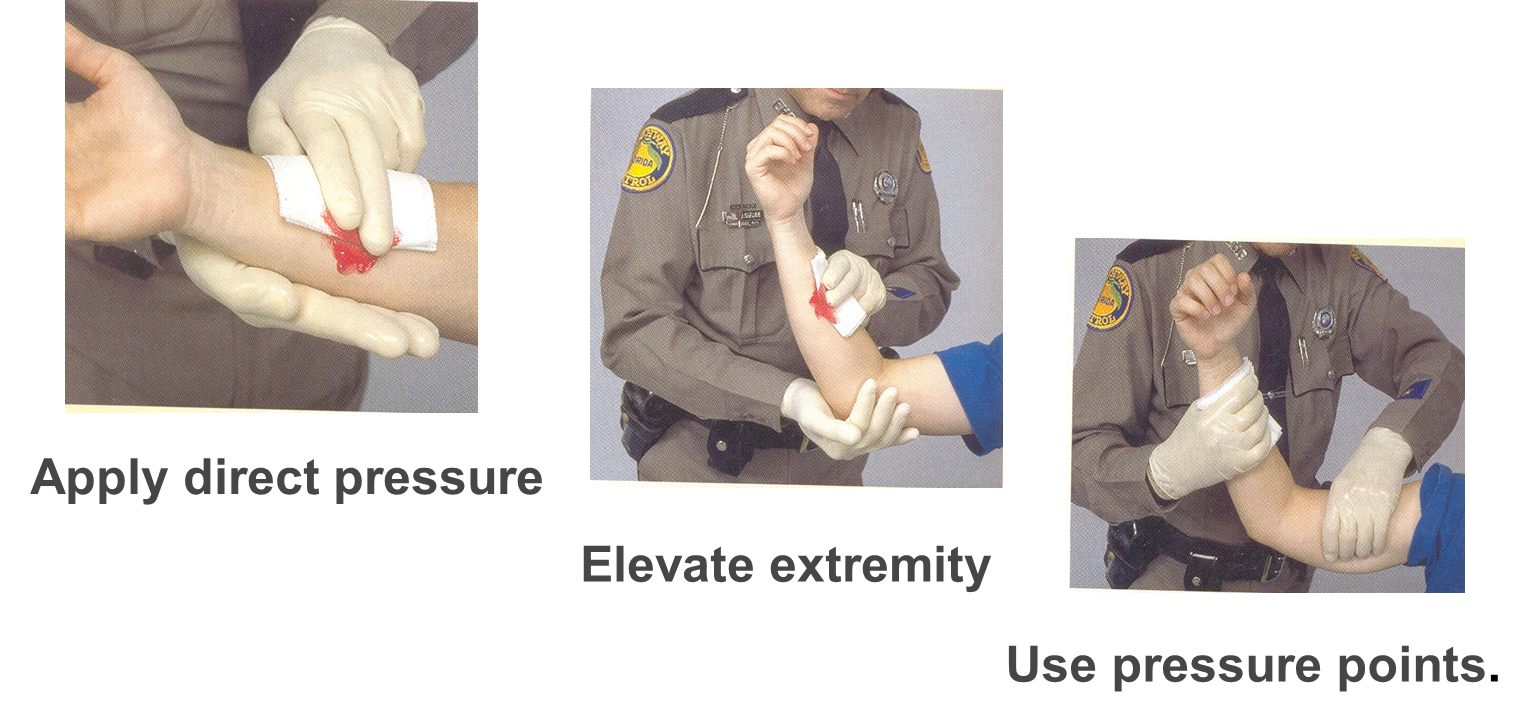 Apply direct pressure
Elevate extremity
Use pressure points.